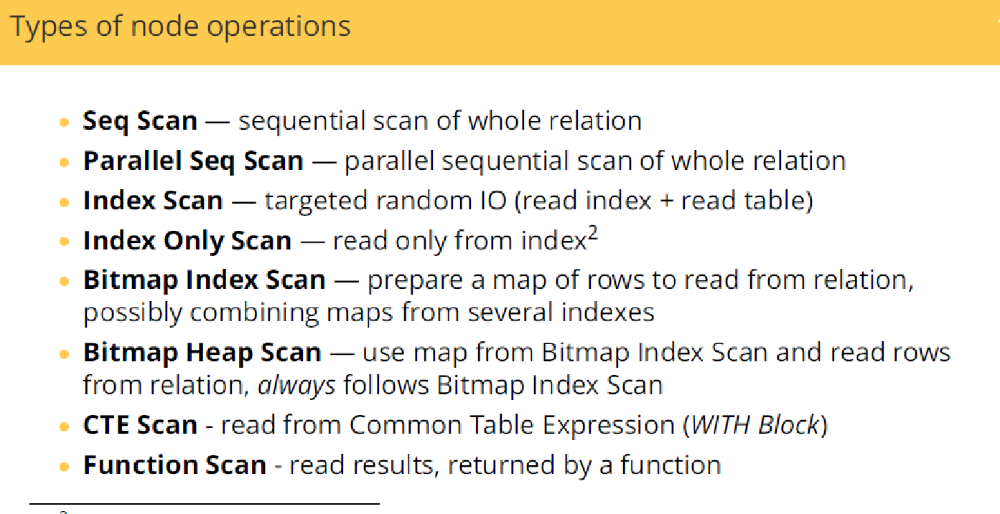 Types of node operations
• Seq Scan — sequential scan of whole relation
• Parallel Seq Scan — parallel sequential scan of whole relation
• Index Scan — targeted random IO (read index + read table)
• Index Only Scan — read only from index²
• Bitmap Index Scan — prepare a map of rows to read from relation,
possibly combining maps from several indexes
• Bitmap Heap Scan — use map from Bitmap Index Scan and read rows
from relation, always follows Bitmap Index Scan
• CTE Scan - read from Common Table Expression (WITH Block)
• Function Scan - read results, returned by a function